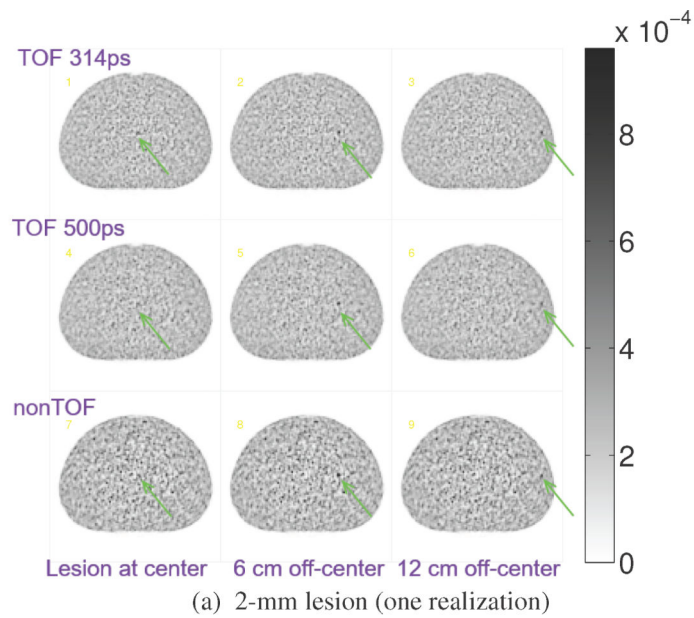 x 10⁻⁴
TOF 314ps
1
2
3
8
TOF 500ps
4
5
6
6
4
nonTOF
7
8
9
2
0
Lesion at center
6 cm off-center
12 cm off-center
(a) 2-mm lesion (one realization)